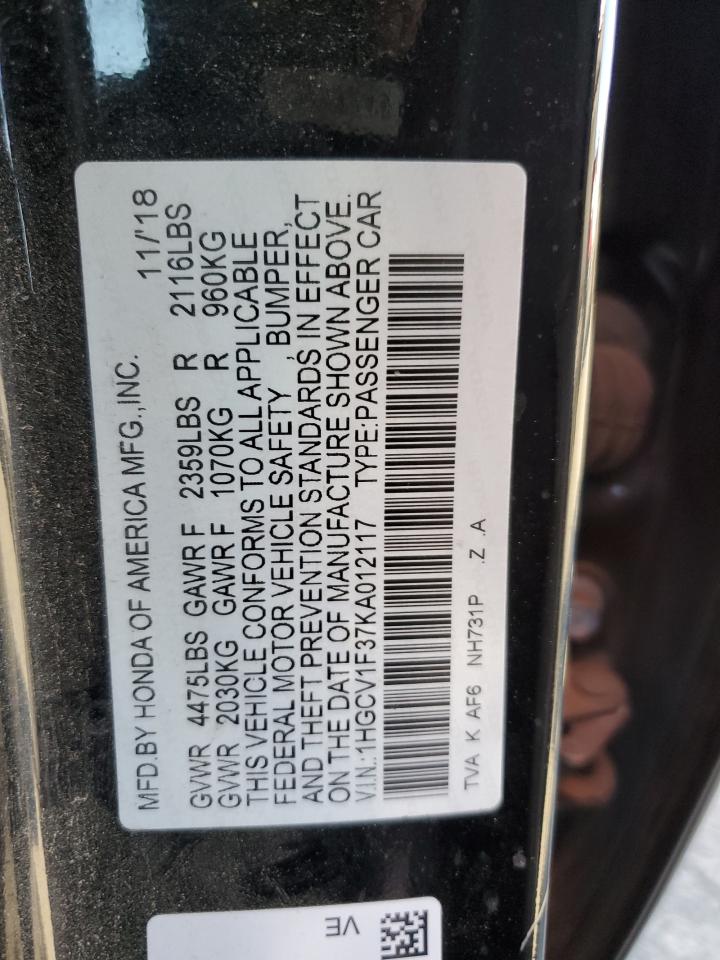 MFD.BY HONDA OF AMERICA MFG.,INC. 11/'18
GVWR 4475LBS GAWR F 2359LBS R 2116LBS
GVWR 2030KG GAWR F 1070KG R 960KG
THIS VEHICLE CONFORMS TO ALL APPLICABLE
FEDERAL MOTOR VEHICLE SAFETY , BUMPER,
AND THEFT PREVENTION STANDARDS IN EFFECT
ON THE DATE OF MANUFACTURE SHOWN ABOVE.
V.I.N.:1HGCV1F37KA012117 TYPE:PASSENGER CAR
TVA K AF6 NH731P .Z .A
VE